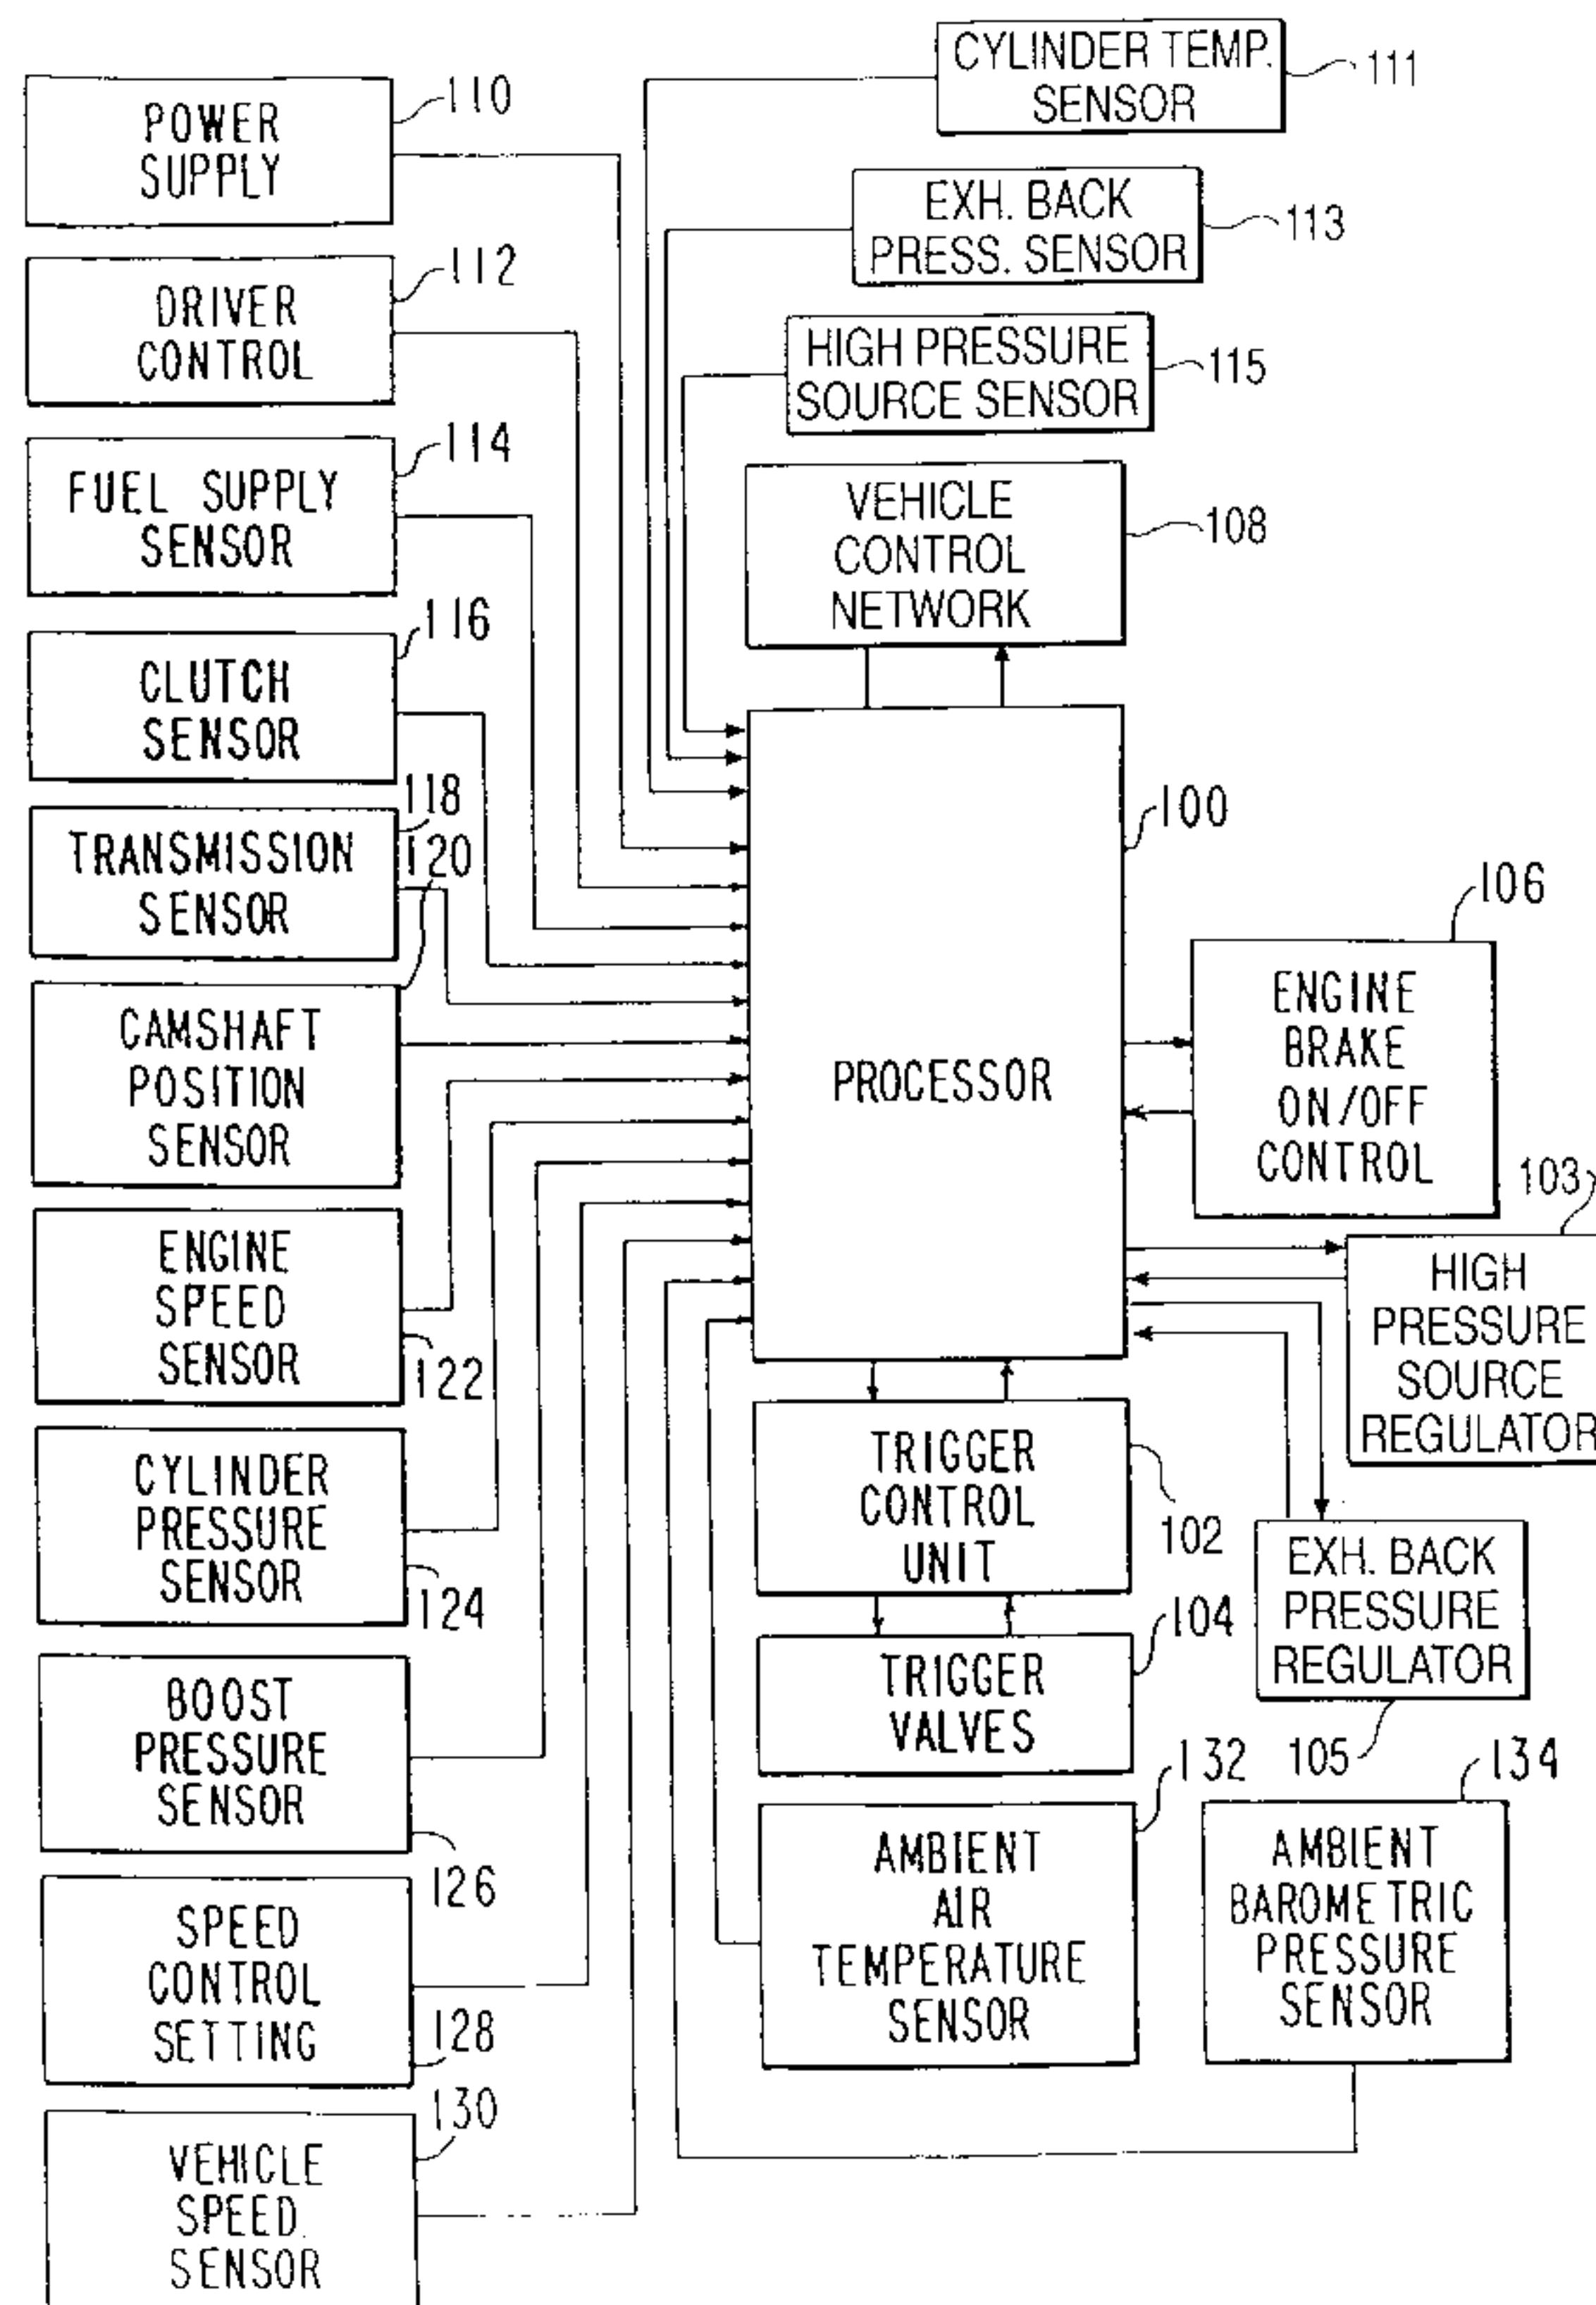 CYLINDER TEMP.
SENSOR
111
POWER
SUPPLY
110
EXH. BACK
PRESS. SENSOR
113
DRIVER
CONTROL
112
HIGH PRESSURE
SOURCE SENSOR
115
FUEL SUPPLY
SENSOR
114
VEHICLE
CONTROL
NETWORK
108
CLUTCH
SENSOR
116
TRANSMISSION
SENSOR
118
120
PROCESSOR
100
ENGINE
BRAKE
ON/OFF
CONTROL
106
CAMSHAFT
POSITION
SENSOR
ENGINE
SPEED
SENSOR
122
HIGH
PRESSURE
SOURCE
REGULATOR
103
CYLINDER
PRESSURE
SENSOR
124
TRIGGER
CONTROL
UNIT
102
EXH. BACK
PRESSURE
REGULATOR
105
TRIGGER
VALVES
104
BOOST
PRESSURE
SENSOR
126
AMBIENT
AIR
TEMPERATURE
SENSOR
132
AMBIENT
BAROMETRIC
PRESSURE
SENSOR
134
SPEED
CONTROL
SETTING
128
VEHICLE
SPEED
SENSOR
130